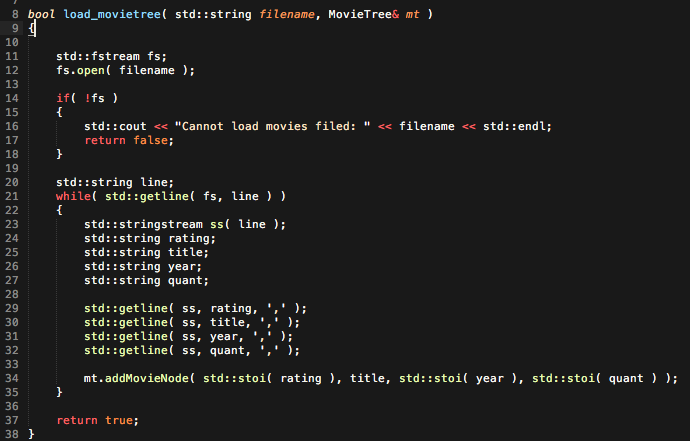 7
8 bool load_movietree( std::string filename, MovieTree& mt )
9 {
10
11     std::fstream fs;
12     fs.open( filename );
13
14     if( !fs )
15     {
16         std::cout << "Cannot load movies filed: " << filename << std::endl;
17         return false;
18     }
19
20     std::string line;
21     while( std::getline( fs, line ) )
22     {
23         std::stringstream ss( line );
24         std::string rating;
25         std::string title;
26         std::string year;
27         std::string quant;
28
29         std::getline( ss, rating, ',' );
30         std::getline( ss, title, ',' );
31         std::getline( ss, year, ',' );
32         std::getline( ss, quant, ',' );
33
34         mt.addMovieNode( std::stoi( rating ), title, std::stoi( year ), std::stoi( quant ) );
35     }
36
37     return true;
38 }